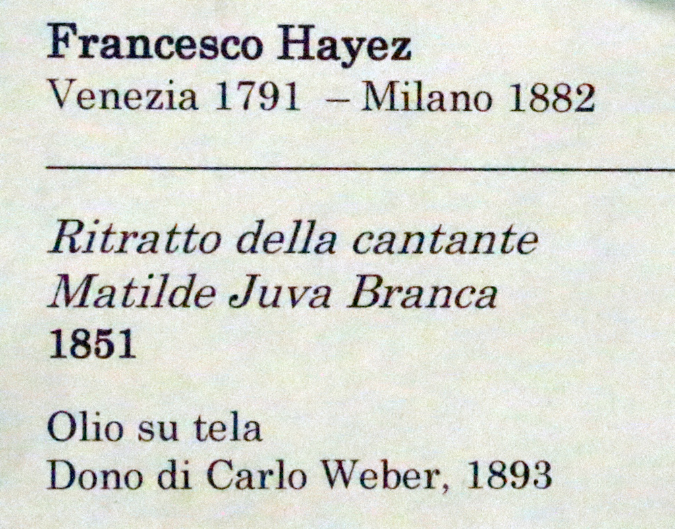 Francesco Hayez
Venezia 1791 – Milano 1882
Ritratto della cantante
Matilde Juva Branca
1851
Olio su tela
Dono di Carlo Weber, 1893